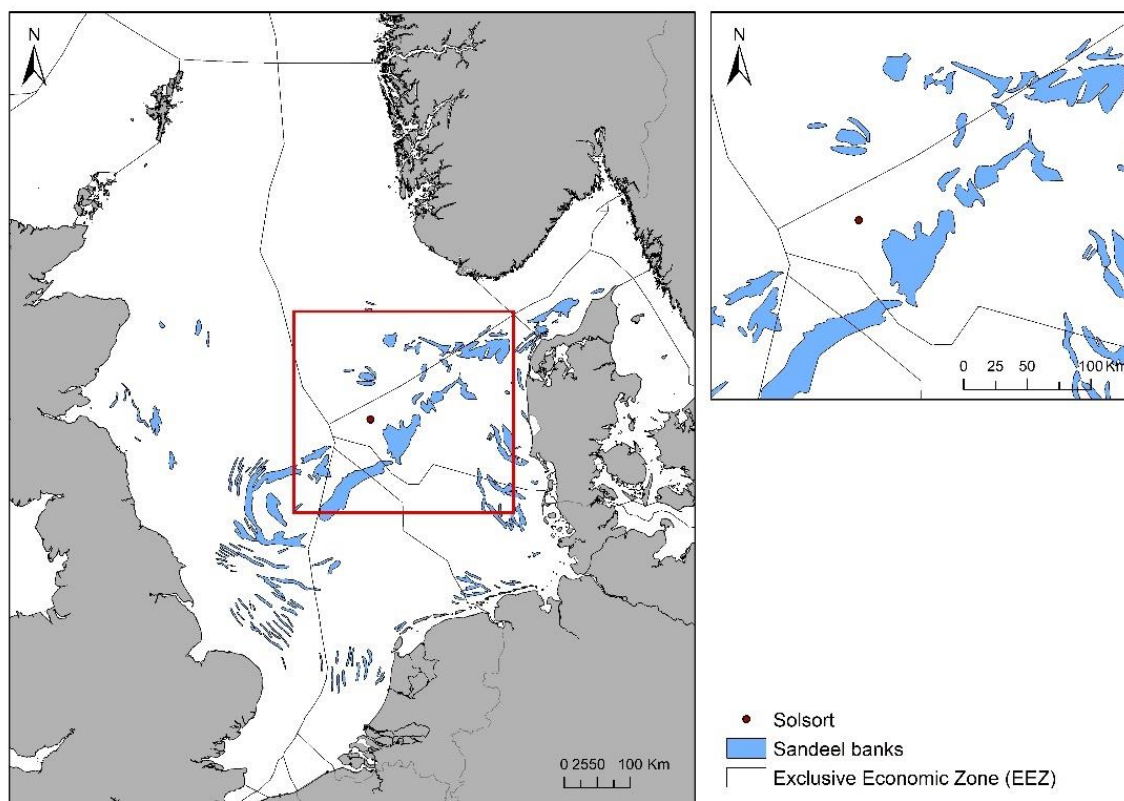 N
0 2550 100 Km
N
0 25 50 100 Km
Solsort
Sandeel banks
Exclusive Economic Zone (EEZ)